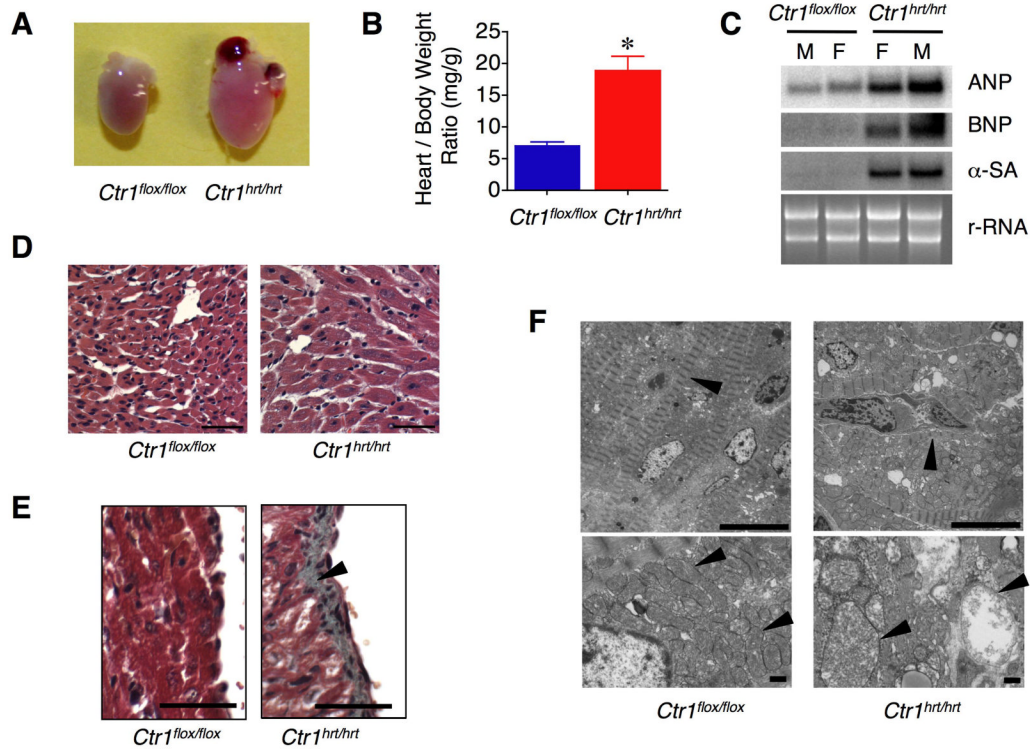 A
Ctr1flox/flox Ctr1hrt/hrt
B
Heart / Body Weight
Ratio (mg/g)
25
20
15
10
5
0
*
Ctr1flox/flox Ctr1hrt/hrt
C
Ctr1flox/flox Ctr1hrt/hrt
M F F M
ANP
BNP
α-SA
r-RNA
D
Ctr1flox/flox Ctr1hrt/hrt
E
Ctr1flox/flox Ctr1hrt/hrt
F
Ctr1flox/flox Ctr1hrt/hrt